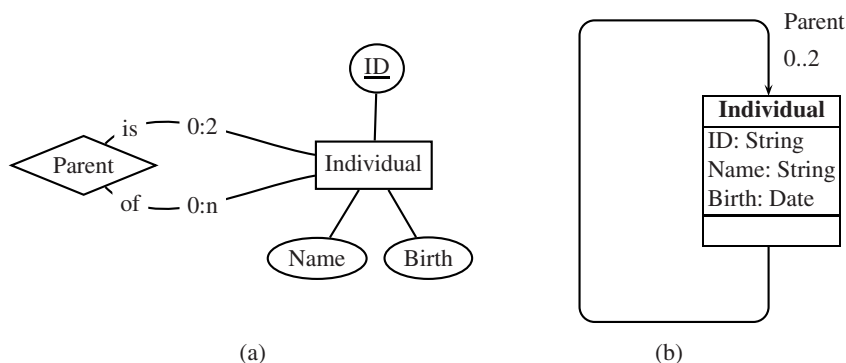 ID
is
0:2
Parent
Individual
of
0:n
Name
Birth
(a)
Parent
0..2
Individual
ID: String
Name: String
Birth: Date
(b)